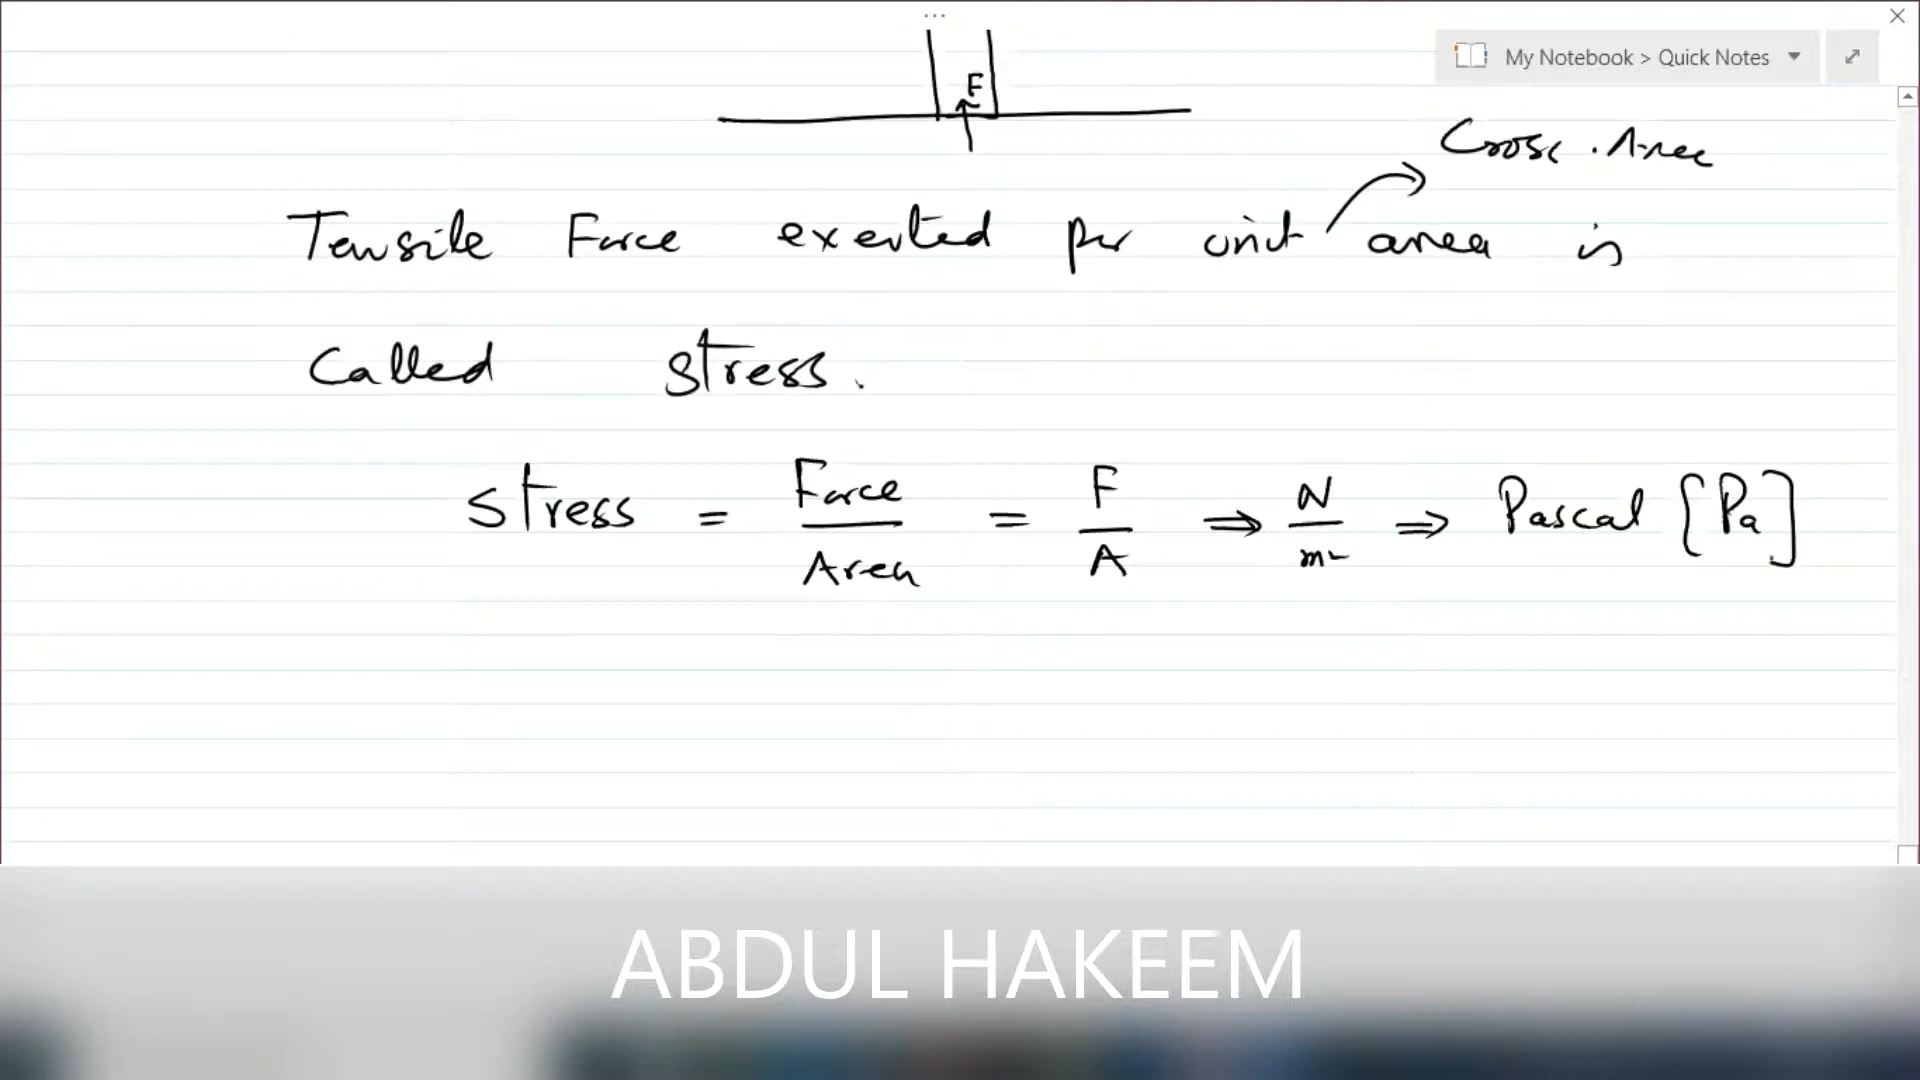 ...
My Notebook > Quick Notes
F
Cross. Area
Tensile Force exerted per unit area is
Called stress.
Stress = Force/Area = F/A ⇒ N/m² ⇒ Pascal [Pa]
ABDUL HAKEEM